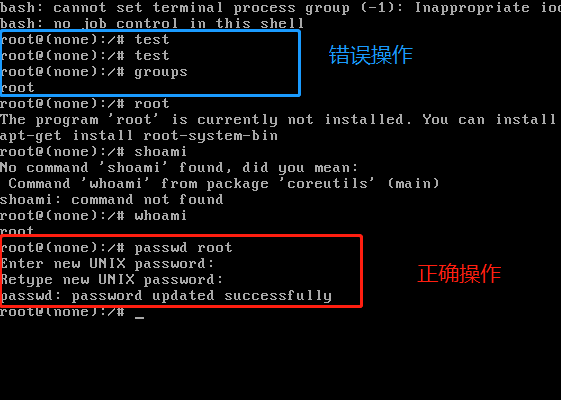 bash: cannot set terminal process group (-1): Inappropriate ioc
bash: no job control in this shell
root@(none):/# test
root@(none):/# test
root@(none):/# groups
root
错误操作
root@(none):/# root
The program 'root' is currently not installed. You can install
apt-get install root-system-bin
root@(none):/# shoami
No command 'shoami' found, did you mean:
 Command 'whoami' from package 'coreutils' (main)
shoami: command not found
root@(none):/# whoami
root
root@(none):/# passwd root
Enter new UNIX password:
Retype new UNIX password:
passwd: password updated successfully
正确操作
root@(none):/# _